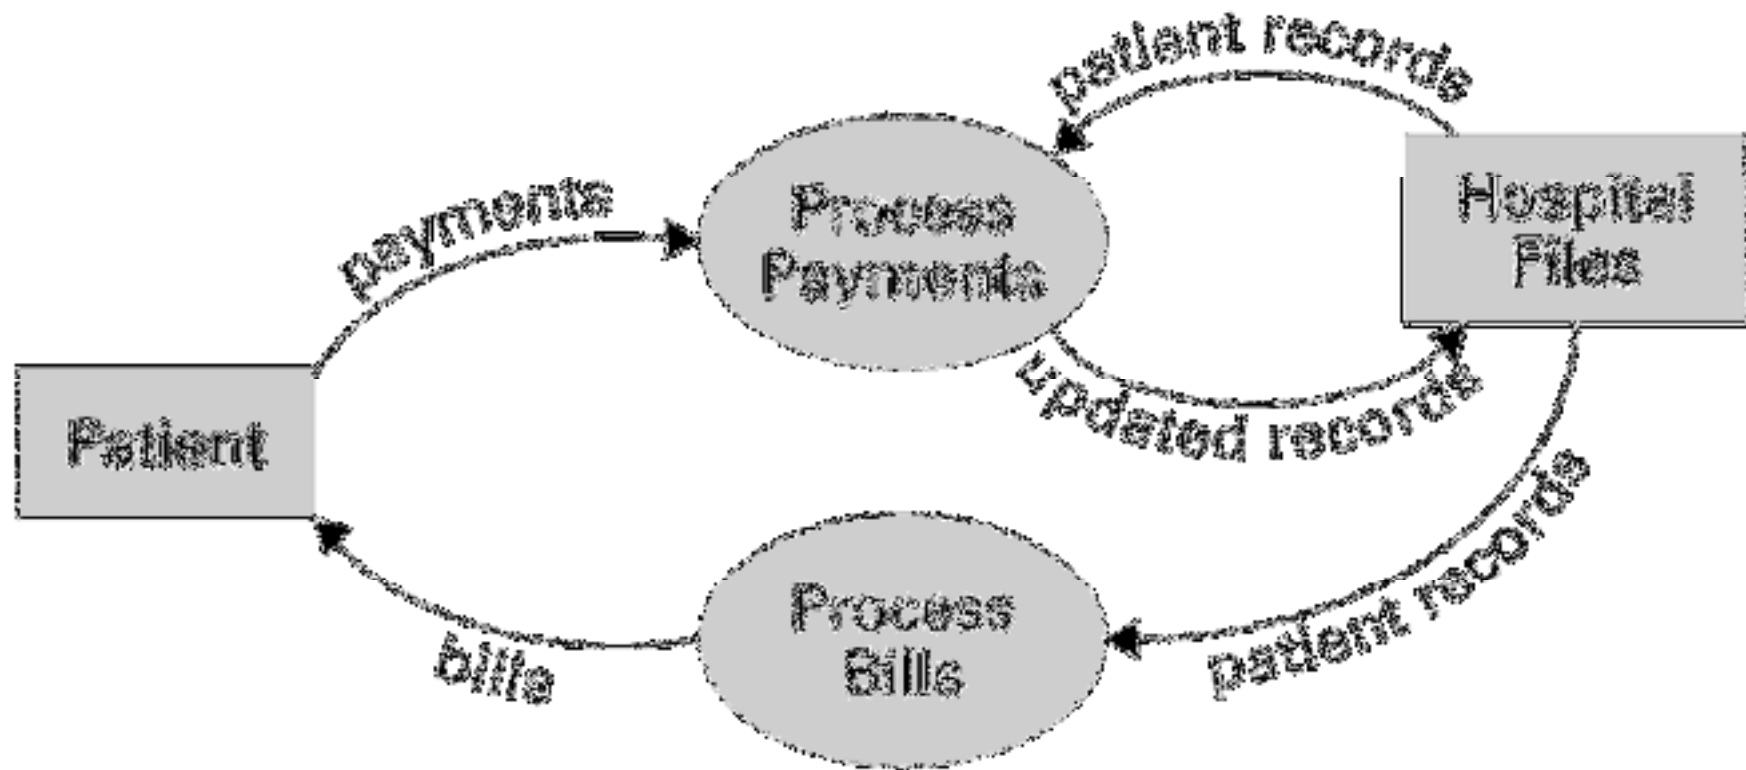 patient records
payments
Process
Payments
Hospital
Files
updated records
Patient
patient records
Process
Bills
bills